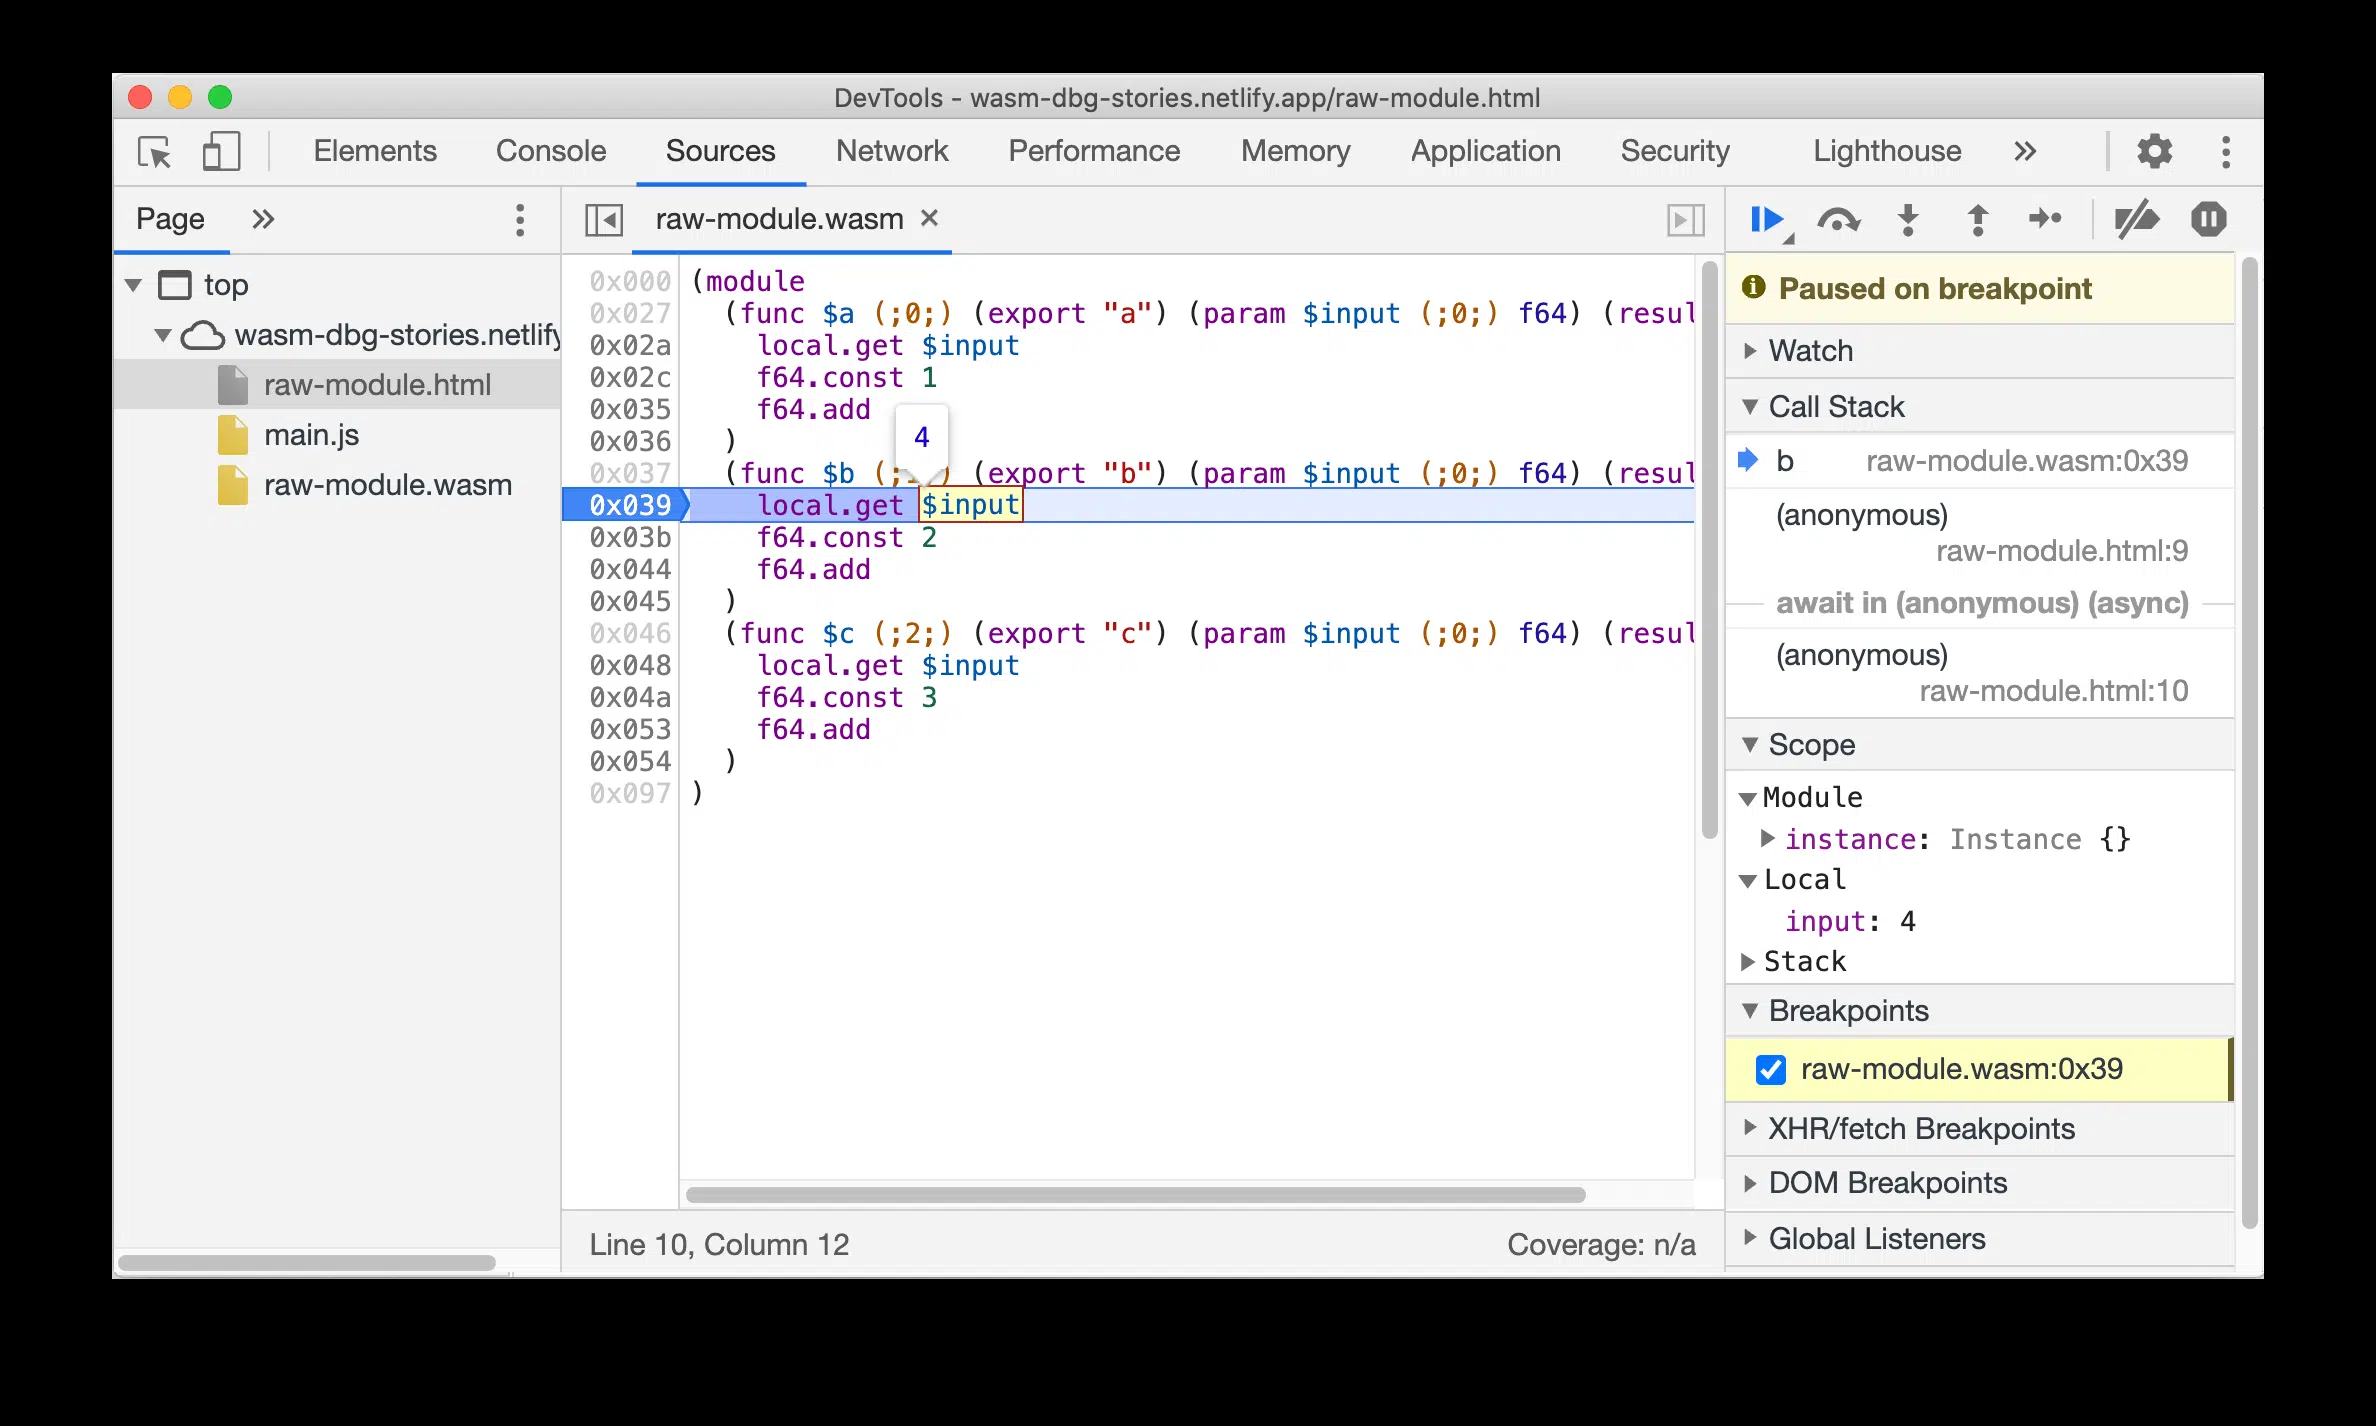 DevTools - wasm-dbg-stories.netlify.app/raw-module.html
Elements Console Sources Network Performance Memory Application Security Lighthouse »
Page »
raw-module.wasm ×
top
wasm-dbg-stories.netlify
raw-module.html
main.js
raw-module.wasm
0x000 (module
0x027 (func $a (;0;) (export "a") (param $input (;0;) f64) (resul
0x02a local.get $input
0x02c f64.const 1
0x035 f64.add
0x036 )
4
0x037 (func $b (;1;) (export "b") (param $input (;0;) f64) (resul
0x039 local.get $input
0x03b f64.const 2
0x044 f64.add
0x045 )
0x046 (func $c (;2;) (export "c") (param $input (;0;) f64) (resul
0x048 local.get $input
0x04a f64.const 3
0x053 f64.add
0x054 )
0x097 )
Line 10, Column 12
Coverage: n/a
Paused on breakpoint
Watch
Call Stack
b raw-module.wasm:0x39
(anonymous)
raw-module.html:9
await in (anonymous) (async)
(anonymous)
raw-module.html:10
Scope
Module
instance: Instance {}
Local
input: 4
Stack
Breakpoints
raw-module.wasm:0x39
XHR/fetch Breakpoints
DOM Breakpoints
Global Listeners